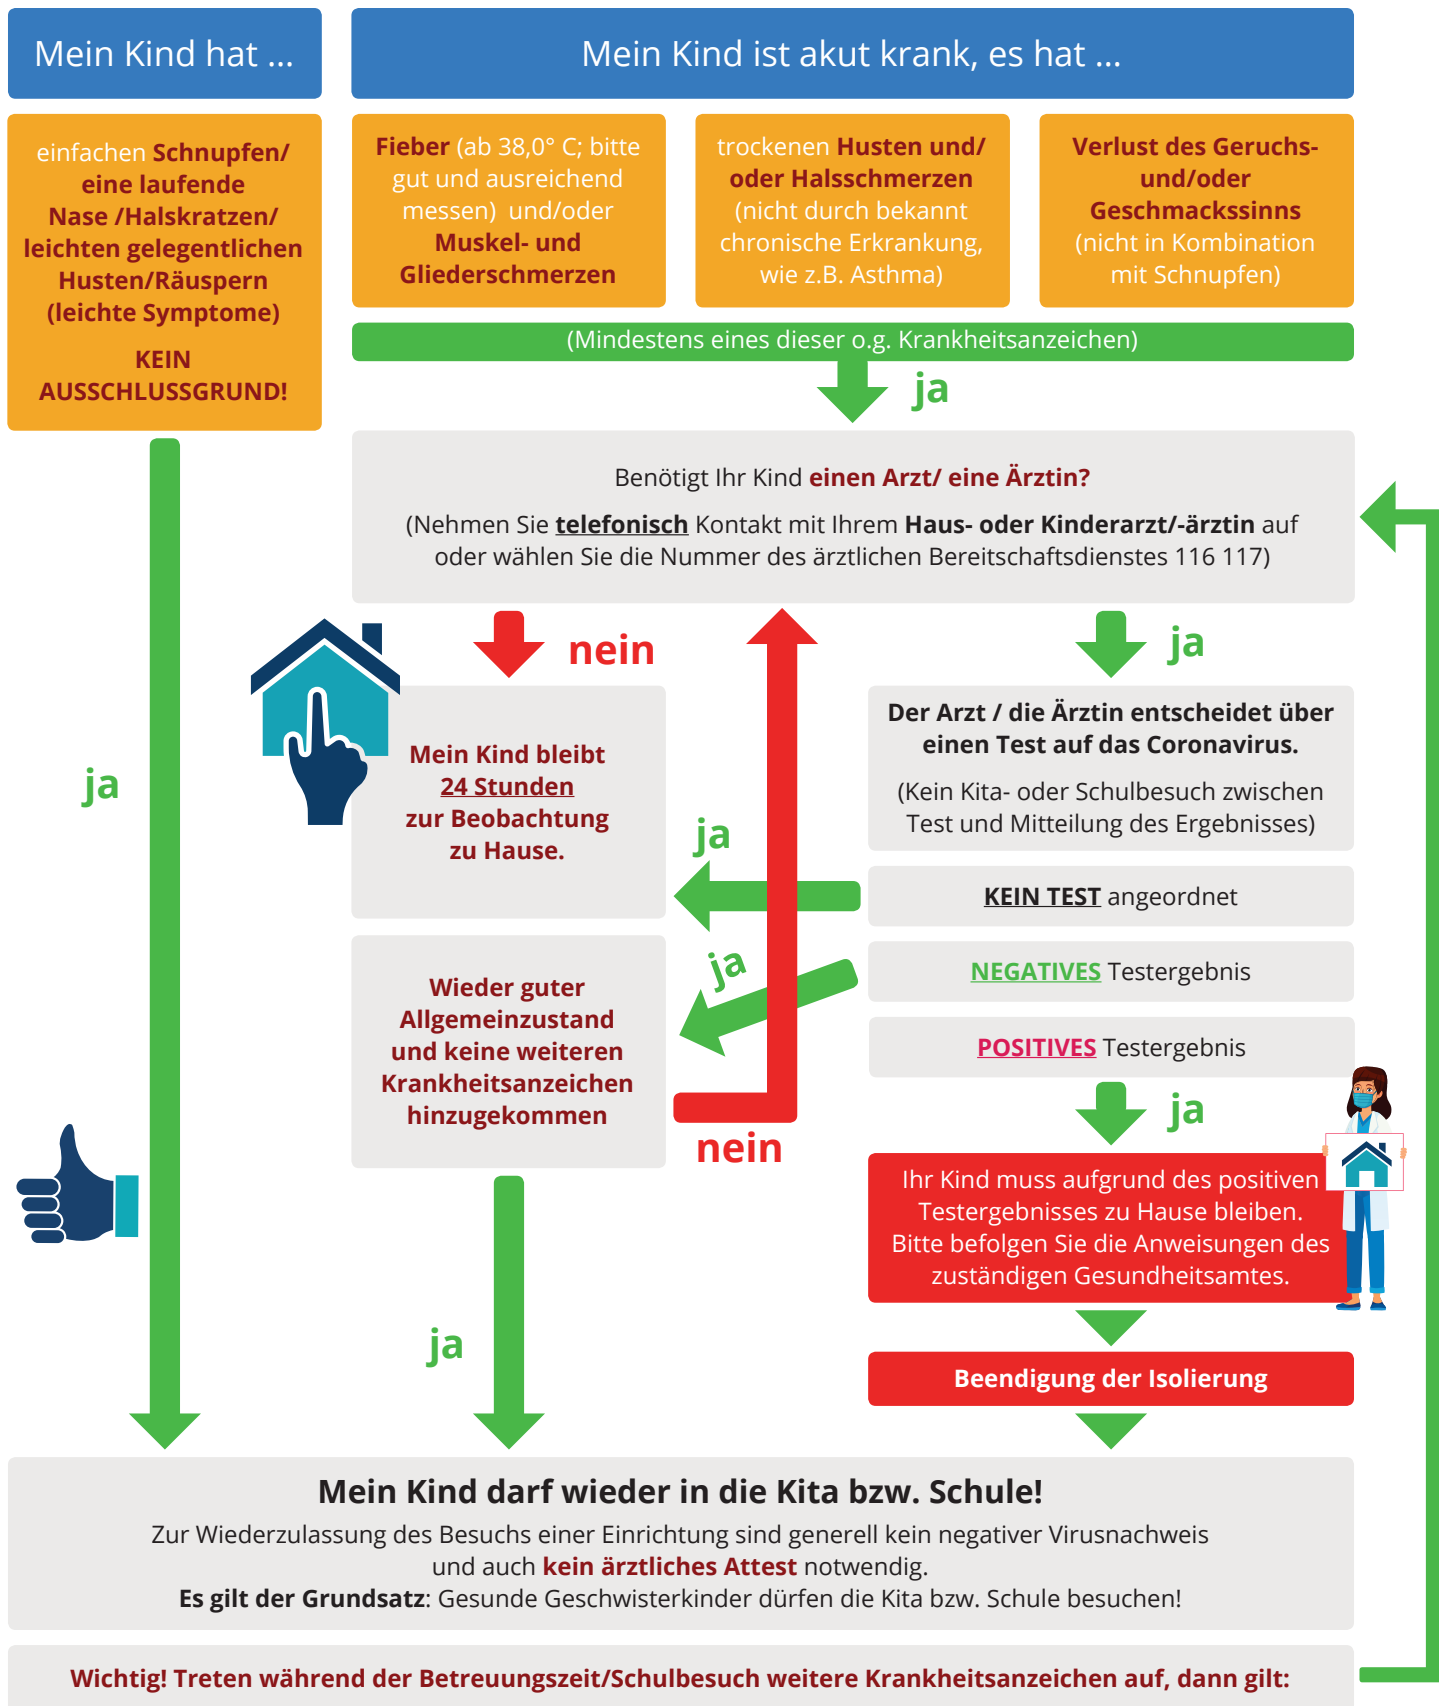 Mein Kind hat ...
Mein Kind ist akut krank, es hat ...
einfachen Schnupfen/
eine laufende
Nase /Halskratzen/
leichten gelegentlichen
Husten/Räuspern
(leichte Symptome)
KEIN
AUSSCHLUSSGRUND!
Fieber (ab 38,0° C; bitte
gut und ausreichend
messen) und/oder
Muskel- und
Gliederschmerzen
trockenen Husten und/
oder Halsschmerzen
(nicht durch bekannt
chronische Erkrankung,
wie z.B. Asthma)
Verlust des Geruchs-
und/oder
Geschmackssinns
(nicht in Kombination
mit Schnupfen)
(Mindestens eines dieser o.g. Krankheitsanzeichen)
ja
Benötigt Ihr Kind einen Arzt/ eine Ärztin?
(Nehmen Sie telefonisch Kontakt mit Ihrem Haus- oder Kinderarzt/-ärztin auf
oder wählen Sie die Nummer des ärztlichen Bereitschaftsdienstes 116 117)
nein
ja
Mein Kind bleibt
24 Stunden
zur Beobachtung
zu Hause.
Der Arzt / die Ärztin entscheidet über
einen Test auf das Coronavirus.
(Kein Kita- oder Schulbesuch zwischen
Test und Mitteilung des Ergebnisses)
ja
ja
KEIN TEST angeordnet
ja
NEGATIVES Testergebnis
Wieder guter
Allgemeinzustand
und keine weiteren
Krankheitsanzeichen
hinzugekommen
POSITIVES Testergebnis
nein
ja
Ihr Kind muss aufgrund des positiven
Testergebnisses zu Hause bleiben.
Bitte befolgen Sie die Anweisungen des
zuständigen Gesundheitsamtes.
ja
Beendigung der Isolierung
Mein Kind darf wieder in die Kita bzw. Schule!
Zur Wiederzulassung des Besuchs einer Einrichtung sind generell kein negativer Virusnachweis
und auch kein ärztliches Attest notwendig.
Es gilt der Grundsatz: Gesunde Geschwisterkinder dürfen die Kita bzw. Schule besuchen!
Wichtig! Treten während der Betreuungszeit/Schulbesuch weitere Krankheitsanzeichen auf, dann gilt: